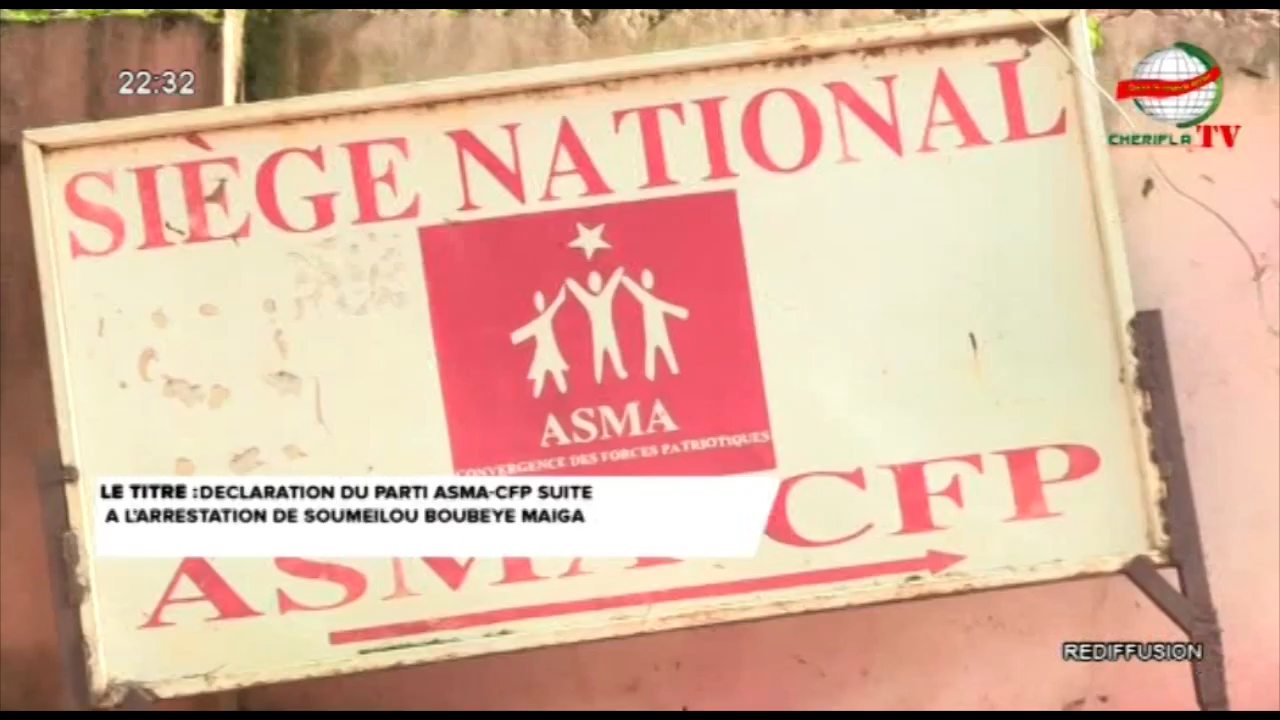 22:32
CHERIFLA TV
SIÈGE NATIONAL
ASMA
CONVERGENCE DES FORCES PATRIOTIQUES
LE TITRE :DECLARATION DU PARTI ASMA-CFP SUITE
A L'ARRESTATION DE SOUMEILOU BOUBEYE MAIGA
ASMA-CFP
REDIFFUSION